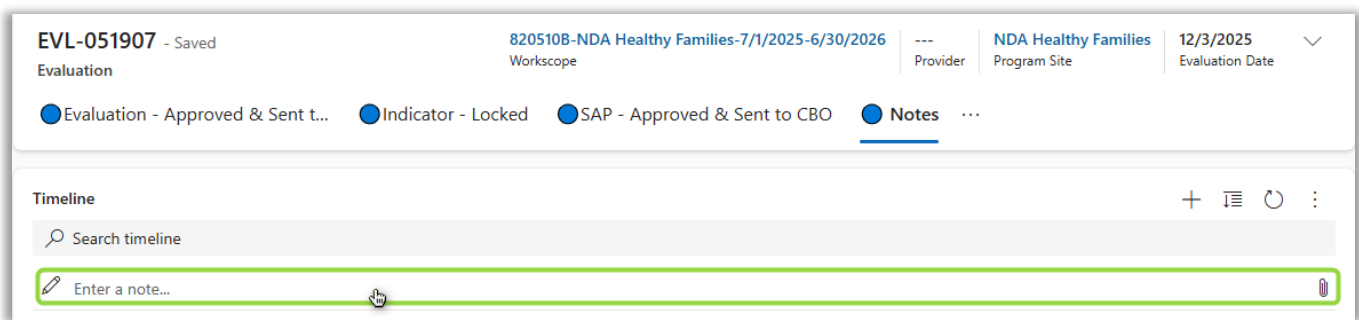 EVL-051907 - Saved
Evaluation
820510B-NDA Healthy Families-7/1/2025-6/30/2026
Workscope
---
Provider
NDA Healthy Families
Program Site
12/3/2025
Evaluation Date
Evaluation - Approved & Sent t...
Indicator - Locked
SAP - Approved & Sent to CBO
Notes
...
Timeline
Search timeline
Enter a note...